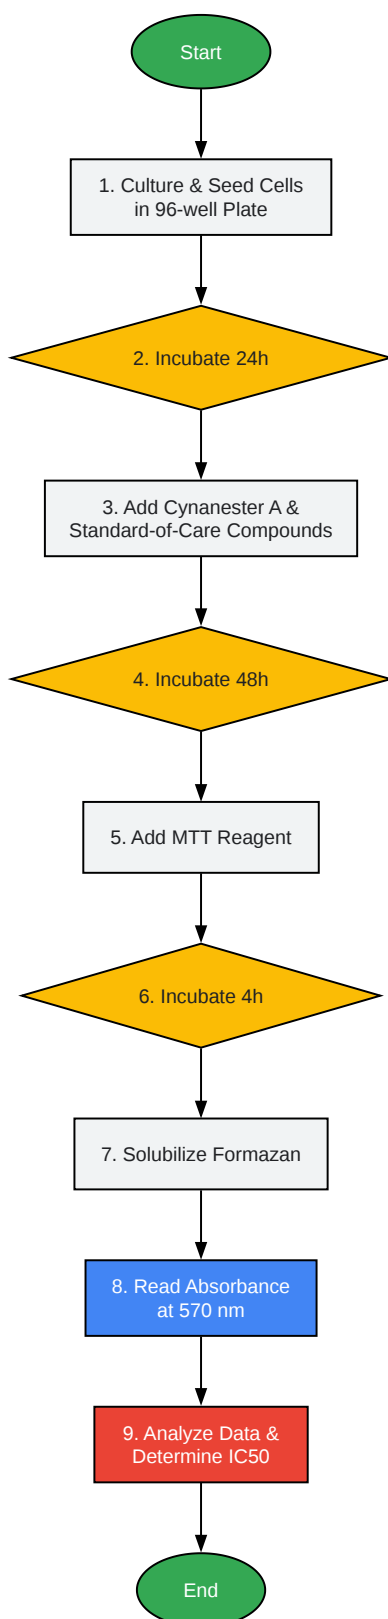 Start
1. Culture & Seed Cells
in 96-well Plate
2. Incubate 24h
3. Add Cynanester A &
Standard-of-Care Compounds
4. Incubate 48h
5. Add MTT Reagent
6. Incubate 4h
7. Solubilize Formazan
8. Read Absorbance
at 570 nm
9. Analyze Data &
Determine IC50
End